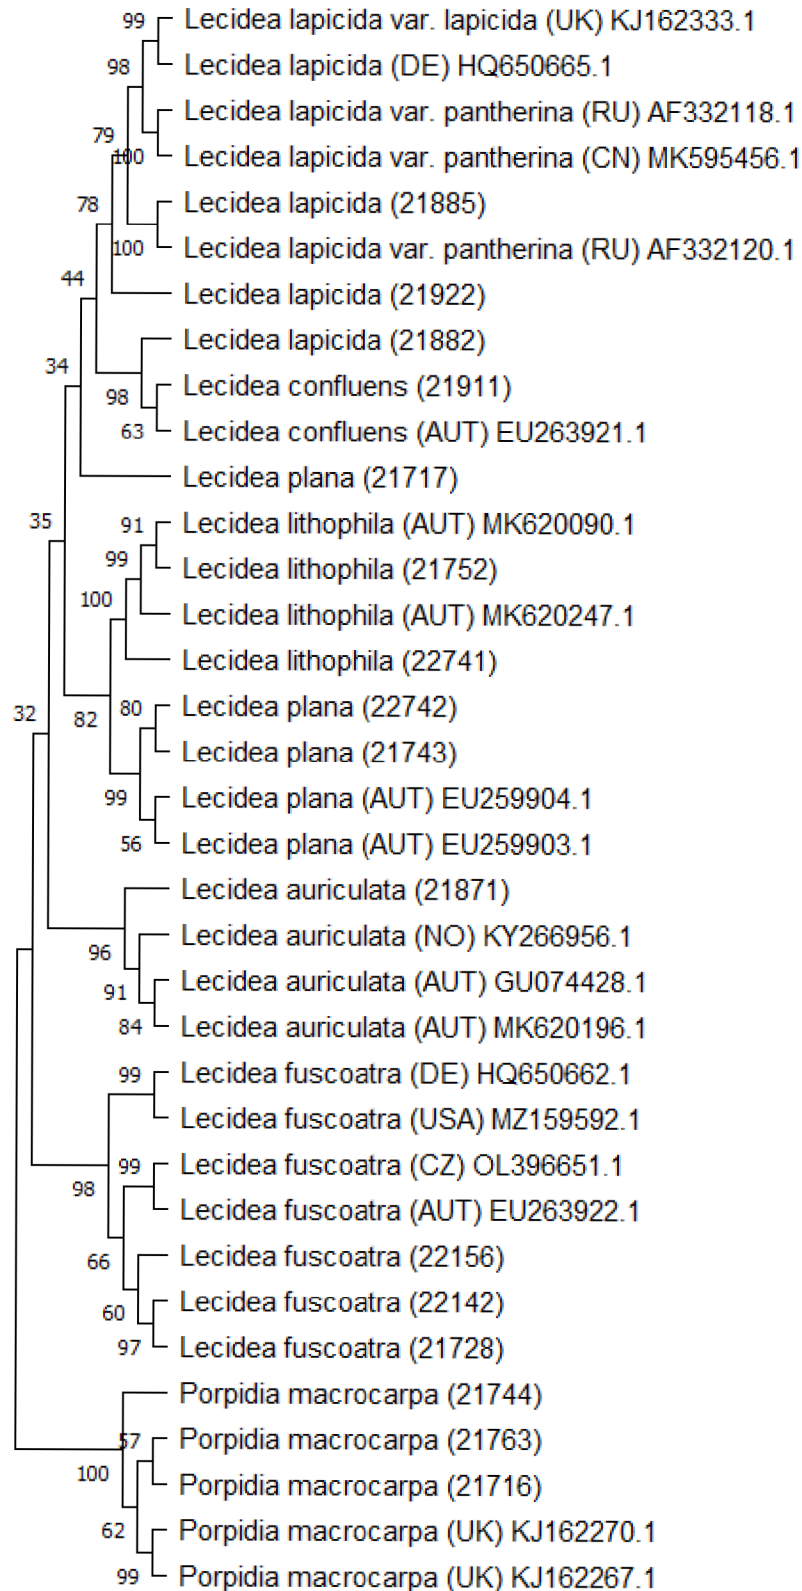 99 Lecidea lapicida var. lapicida (UK) KJ162333.1
Lecidea lapicida (DE) HQ650665.1
98
Lecidea lapicida var. pantherina (RU) AF332118.1
79
100 Lecidea lapicida var. pantherina (CN) MK595456.1
Lecidea lapicida (21885)
78
100 Lecidea lapicida var. pantherina (RU) AF332120.1
44
Lecidea lapicida (21922)
Lecidea lapicida (21882)
34
Lecidea confluens (21911)
98
63 Lecidea confluens (AUT) EU263921.1
Lecidea plana (21717)
35 91 Lecidea lithophila (AUT) MK620090.1
99 Lecidea lithophila (21752)
100 Lecidea lithophila (AUT) MK620247.1
Lecidea lithophila (22741)
32 82 80 Lecidea plana (22742)
Lecidea plana (21743)
99 Lecidea plana (AUT) EU259904.1
56 Lecidea plana (AUT) EU259903.1
Lecidea auriculata (21871)
96 Lecidea auriculata (NO) KY266956.1
91 Lecidea auriculata (AUT) GU074428.1
84 Lecidea auriculata (AUT) MK620196.1
99 Lecidea fuscoatra (DE) HQ650662.1
Lecidea fuscoatra (USA) MZ159592.1
99 Lecidea fuscoatra (CZ) OL396651.1
98
Lecidea fuscoatra (AUT) EU263922.1
66 Lecidea fuscoatra (22156)
60 Lecidea fuscoatra (22142)
97 Lecidea fuscoatra (21728)
Porpidia macrocarpa (21744)
57 Porpidia macrocarpa (21763)
100 Porpidia macrocarpa (21716)
62 Porpidia macrocarpa (UK) KJ162270.1
99 Porpidia macrocarpa (UK) KJ162267.1